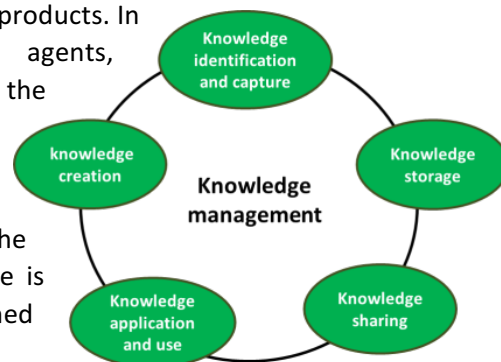 products. In
agents,
the
he
e is
ned
Knowledge
identification
and capture
knowledge
creation
Knowledge
storage
Knowledge
management
Knowledge
application
and use
Knowledge
sharing